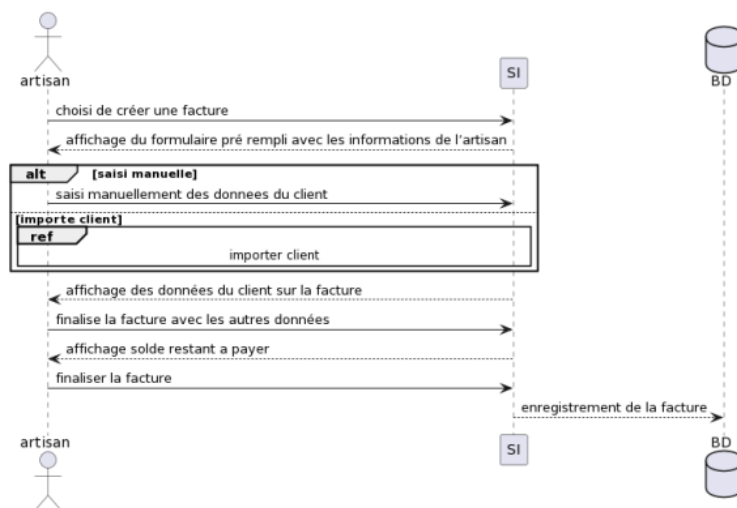 artisan
SI
BD
choisi de créer une facture
affichage du formulaire pré rempli avec les informations de l'artisan
alt [saisi manuelle]
saisi manuellement des donnees du client
[importe client]
ref
importer client
affichage des données du client sur la facture
finalise la facture avec les autres données
affichage solde restant a payer
finaliser la facture
enregistrement de la facture
artisan
SI
BD